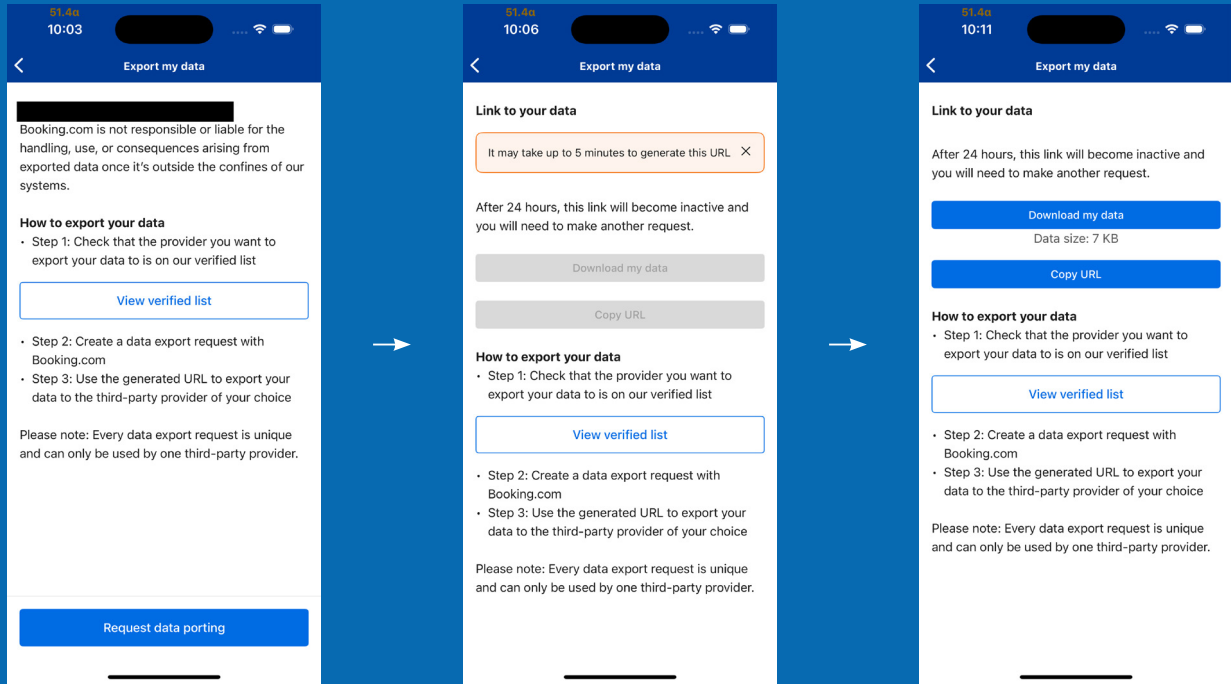 51.4α
10:03
Export my data
Booking.com is not responsible or liable for the
handling, use, or consequences arising from
exported data once it's outside the confines of our
systems.
How to export your data
• Step 1: Check that the provider you want to
export your data to is on our verified list
View verified list
• Step 2: Create a data export request with
Booking.com
• Step 3: Use the generated URL to export your
data to the third-party provider of your choice
Please note: Every data export request is unique
and can only be used by one third-party provider.
Request data porting
51.4α
10:06
Export my data
Link to your data
It may take up to 5 minutes to generate this URL
After 24 hours, this link will become inactive and
you will need to make another request.
Download my data
Copy URL
How to export your data
• Step 1: Check that the provider you want to
export your data to is on our verified list
View verified list
• Step 2: Create a data export request with
Booking.com
• Step 3: Use the generated URL to export your
data to the third-party provider of your choice
Please note: Every data export request is unique
and can only be used by one third-party provider.
51.4α
10:11
Export my data
Link to your data
After 24 hours, this link will become inactive and
you will need to make another request.
Download my data
Data size: 7 KB
Copy URL
How to export your data
• Step 1: Check that the provider you want to
export your data to is on our verified list
View verified list
• Step 2: Create a data export request with
Booking.com
• Step 3: Use the generated URL to export your
data to the third-party provider of your choice
Please note: Every data export request is unique
and can only be used by one third-party provider.